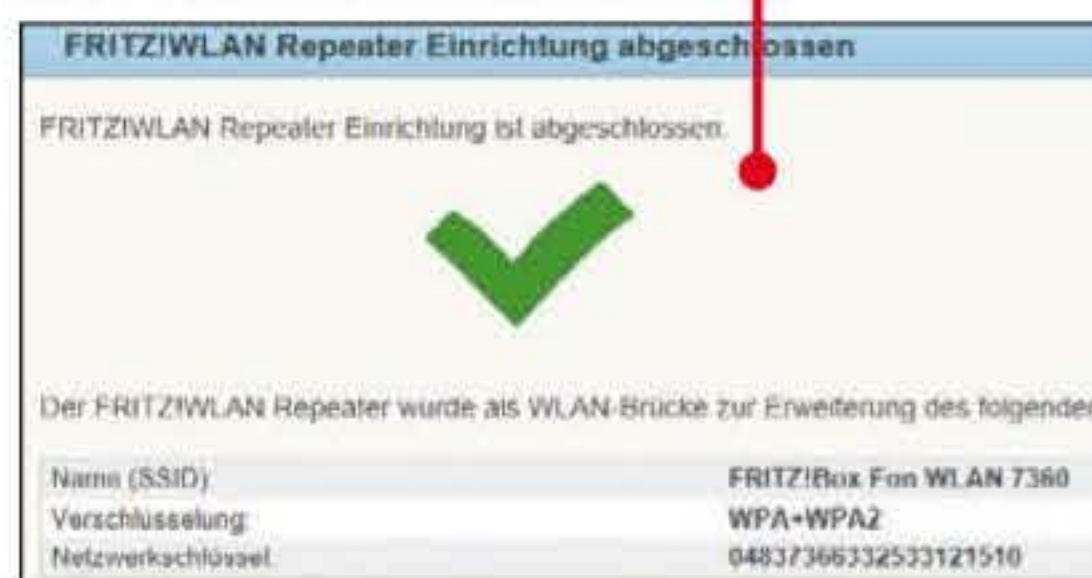 FRITZ!WLAN Repeater Einrichtung abgeschlossen
FRITZ!WLAN Repeater Einrichtung ist abgeschlossen.
Der FRITZ!WLAN Repeater wurde als WLAN-Brücke zur Erweiterung des folgenden
Name (SSID) FRITZ!Box Fon WLAN 7360
Verschlüsselung: WPA+WPA2
Netzwerkschlüssel: 04837366332533121510